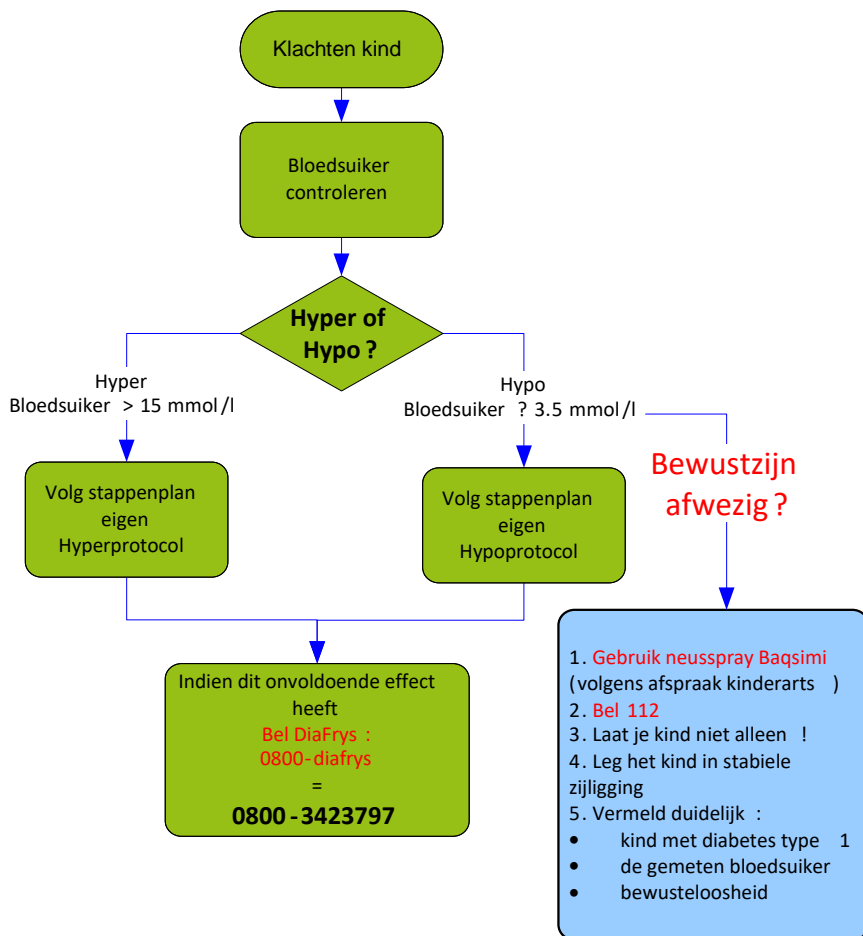 Klachten kind
Bloedsuiker
controleren
Hyper of
Hypo ?
Hyper
Bloedsuiker > 15 mmol/l
Hypo
Bloedsuiker ? 3.5 mmol/l
Bewustzijn
afwezig ?
Volg stappenplan
eigen
Hyperprotocol
Volg stappenplan
eigen
Hypoprotocol
Indien dit onvoldoende effect
heeft
Bel DiaFrys :
0800-diafrys
=
0800-3423797
1. Gebruik neusspray Baqsimi
(volgens afspraak kinderarts )
2. Bel 112
3. Laat je kind niet alleen !
4. Leg het kind in stabiele
zijligging
5. Vermeld duidelijk :
• kind met diabetes type 1
• de gemeten bloedsuiker
• bewusteloosheid